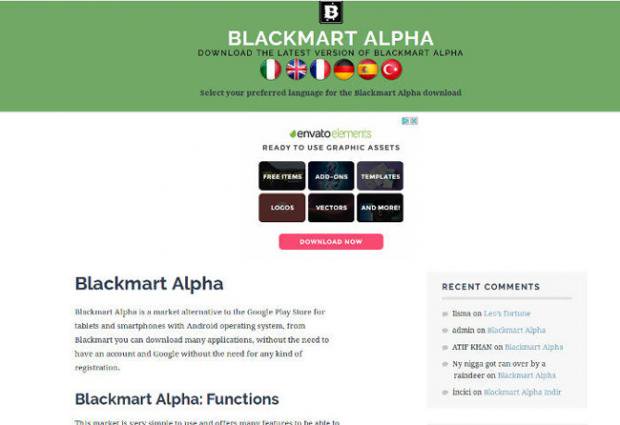 B
BLACKMART ALPHA
DOWNLOAD THE LATEST VERSION OF BLACKMART ALPHA
Select your preferred language for the Blackmart Alpha download
envatoelements
READY TO USE GRAPHIC ASSETS
FREE ITEMS
ADD-ONS
TEMPLATES
LOGOS
VECTORS
AND MORE!
DOWNLOAD NOW
Blackmart Alpha
Blackmart Alpha is a market alternative to the Google Play Store for
tablets and smartphones with Android operating system, from
Blackmart you can download many applications, without the need to
have an account and Google without the need for any kind of
registration.
Blackmart Alpha: Functions
This market is very simple to use and offers many features to be able to
RECENT COMMENTS
Ilsma on Leo's Fortune
admin on Blackmart Alpha
ATIF KHAN on Blackmart Alpha
Ny nigga got ran over by a
raindeer on Blackmart Alpha
İncici on Blackmart Alpha Indir